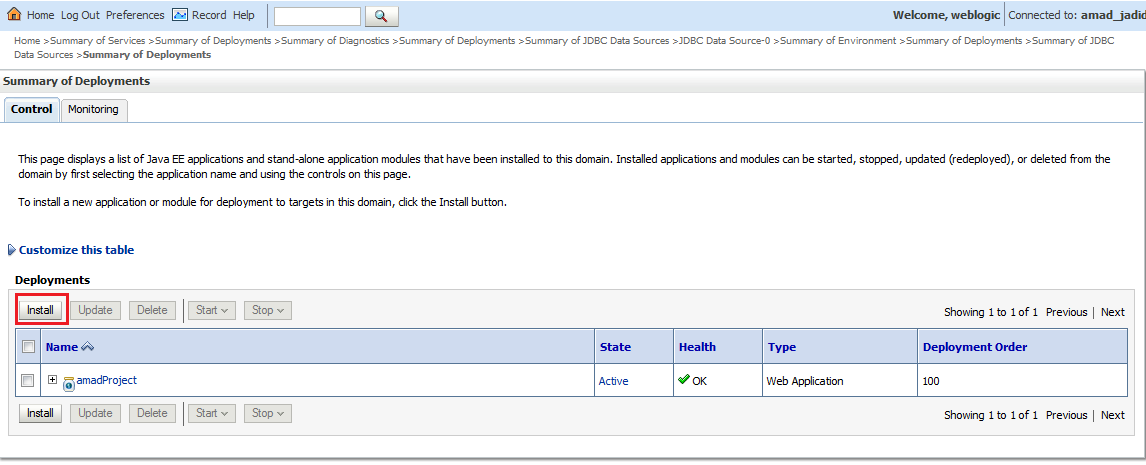 Home Log Out Preferences Record Help Welcome, weblogic Connected to: amad_jadid
Home >Summary of Services >Summary of Deployments >Summary of Diagnostics >Summary of Deployments >Summary of JDBC Data Sources >JDBC Data Source-0 >Summary of Environment >Summary of Deployments >Summary of JDBC
Data Sources >Summary of Deployments
Summary of Deployments
Control Monitoring
This page displays a list of Java EE applications and stand-alone application modules that have been installed to this domain. Installed applications and modules can be started, stopped, updated (redeployed), or deleted from the
domain by first selecting the application name and using the controls on this page.
To install a new application or module for deployment to targets in this domain, click the Install button.
Customize this table
Deployments
Install Update Delete Start Stop Showing 1 to 1 of 1 Previous | Next
Name State Health Type Deployment Order
amadProject Active OK Web Application 100
Install Update Delete Start Stop Showing 1 to 1 of 1 Previous | Next